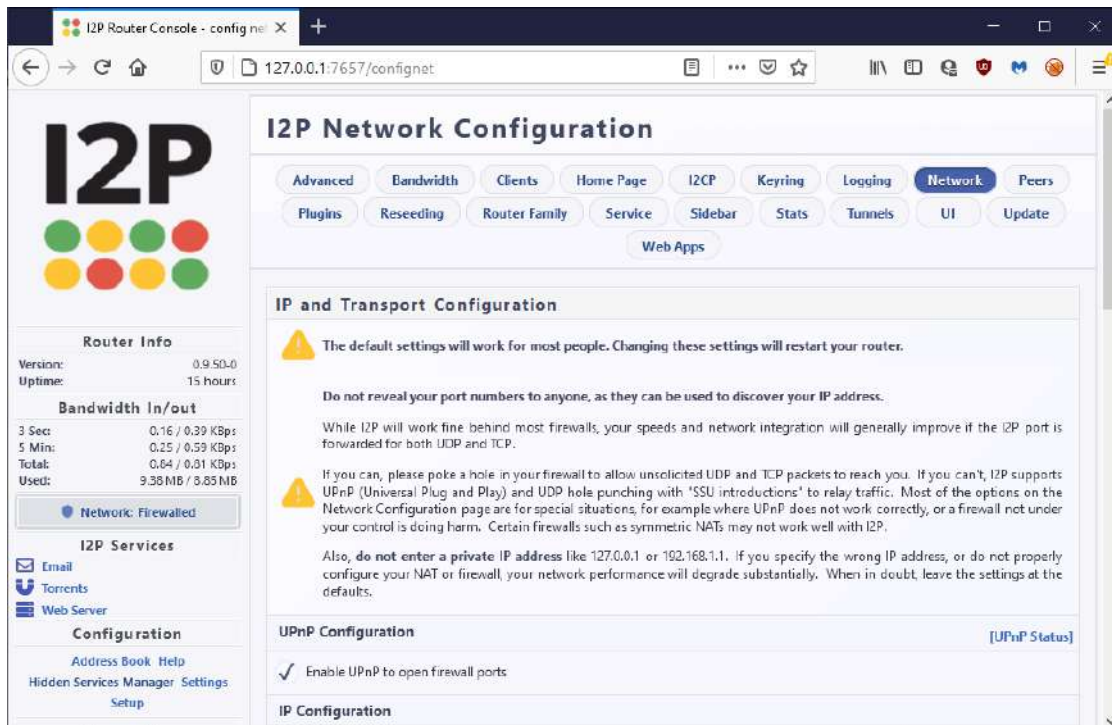 I2P Router Console - config ne
127.0.0.1:7657/confignet
I2P
I2P Network Configuration
Advanced Bandwidth Clients Home Page I2CP Keyring Logging Network Peers
Plugins Reseeding Router Family Service Sidebar Stats Tunnels UI Update
Web Apps
IP and Transport Configuration
The default settings will work for most people. Changing these settings will restart your router.
Do not reveal your port numbers to anyone, as they can be used to discover your IP address.
While I2P will work fine behind most firewalls, your speeds and network integration will generally improve if the I2P port is
forwarded for both UDP and TCP.
If you can, please poke a hole in your firewall to allow unsolicited UDP and TCP packets to reach you. If you can't, I2P supports
UPnP (Universal Plug and Play) and UDP hole punching with "SSU introductions" to relay traffic. Most of the options on the
Network Configuration page are for special situations, for example where UPnP does not work correctly, or a firewall not under
your control is doing harm. Certain firewalls such as symmetric NATs may not work well with I2P.
Also, do not enter a private IP address like 127.0.0.1 or 192.168.1.1. If you specify the wrong IP address, or do not properly
configure your NAT or firewall, your network performance will degrade substantially. When in doubt, leave the settings at the
defaults.
UPnP Configuration [UPnP Status]
Enable UPnP to open firewall ports
IP Configuration
Router Info
Version: 0.9.50-0
Uptime: 15 hours
Bandwidth In/out
3 Sec: 0.16 / 0.39 KBps
5 Min: 0.25 / 0.59 KBps
Total: 0.64 / 0.81 KBps
Used: 9.38 MB / 8.85 MB
Network: Firewalled
I2P Services
Email
Torrents
Web Server
Configuration
Address Book Help
Hidden Services Manager Settings
Setup